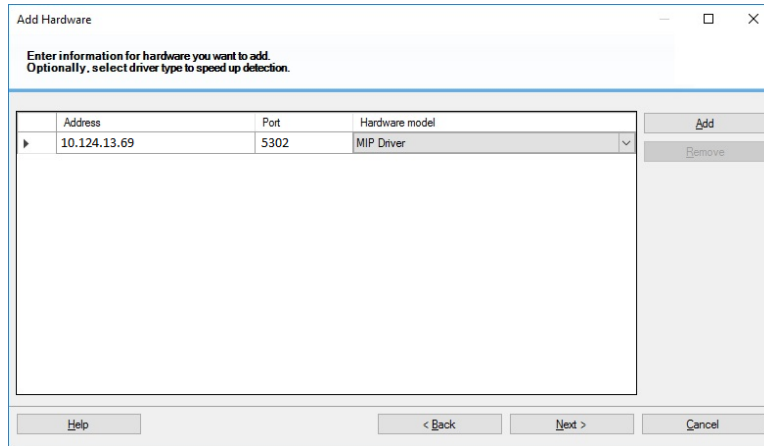 Add Hardware
Enter information for hardware you want to add.
Optionally, select driver type to speed up detection.
Address Port Hardware model
10.124.13.69 5302 MIP Driver
Add
Remove
Help < Back Next > Cancel